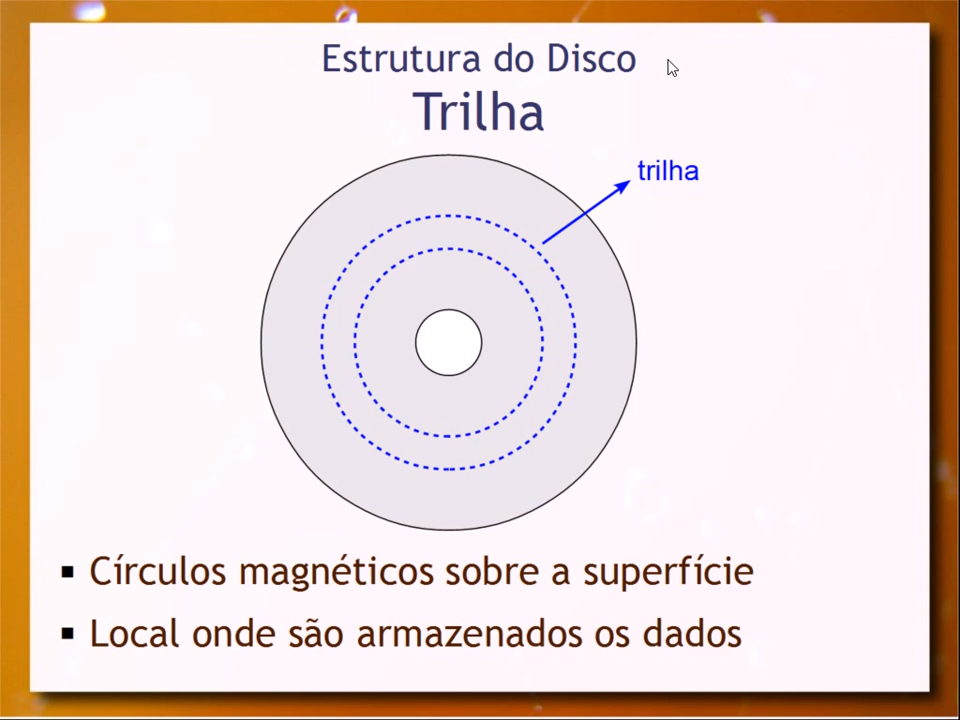 Estrutura do Disco
Trilha
trilha
Círculos magnéticos sobre a superfície
Local onde são armazenados os dados